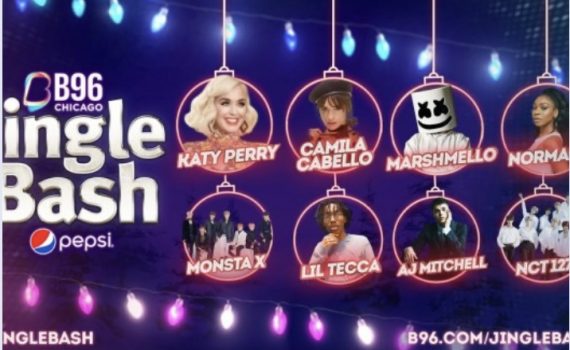 B96
CHICAGO
ingle
Bash
pepsi.
KATY PERRY
CAMILA
CABELLO
MARSHMELLO
NORMA
MONSTA X
LIL TECCA
AJ MITCHELL
NCT 127
INGLEBASH
B96.COM/JINGLEBA